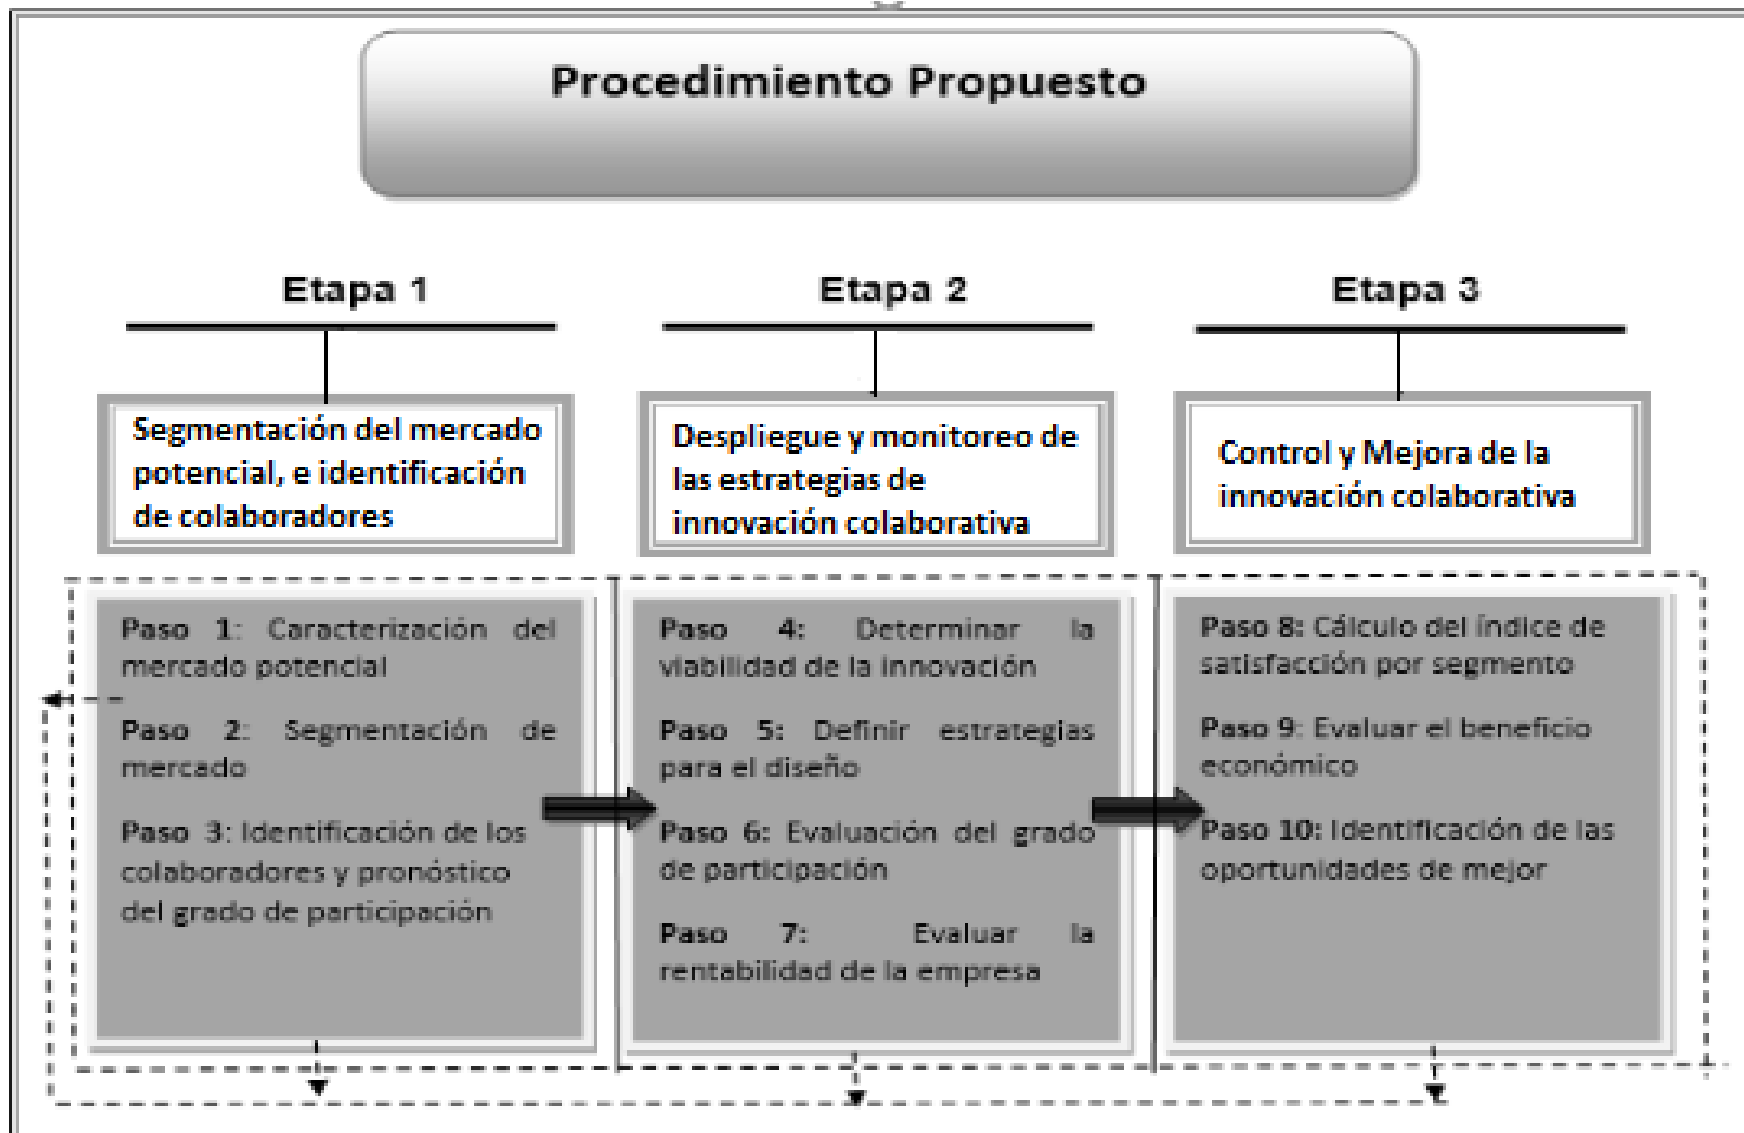 Procedimiento Propuesto
Etapa 1
Segmentación del mercado
potencial, e identificación
de colaboradores
Paso 1: Caracterización del
mercado potencial
Paso 2: Segmentación de
mercado
Paso 3: Identificación de los
colaboradores y pronóstico
del grado de participación
Etapa 2
Despliegue y monitoreo de
las estrategias de
innovación colaborativa
Paso 4: Determinar la
viabilidad de la innovación
Paso 5: Definir estrategias
para el diseño
Paso 6: Evaluación del grado
de participación
Paso 7: Evaluar la
rentabilidad de la empresa
Etapa 3
Control y Mejora de la
innovación colaborativa
Paso 8: Cálculo del índice de
satisfacción por segmento
Paso 9: Evaluar el beneficio
económico
Paso 10: Identificación de las
oportunidades de mejor